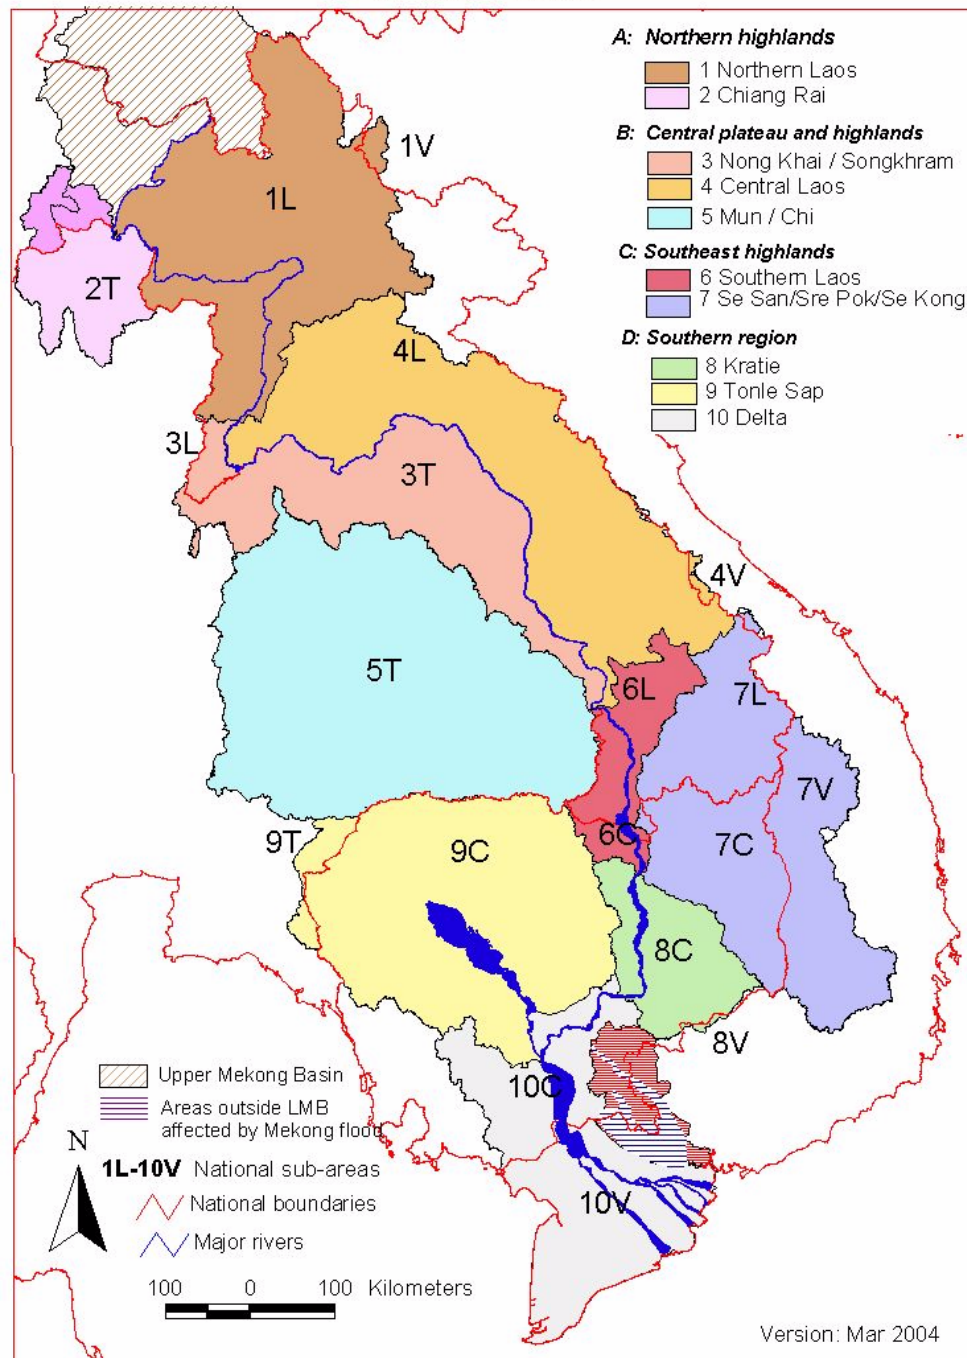 A: Northern highlands
1 Northern Laos
2 Chiang Rai
B: Central plateau and highlands
3 Nong Khai / Songkhram
4 Central Laos
5 Mun / Chi
C: Southeast highlands
6 Southern Laos
7 Se San/Sre Pok/Se Kong
D: Southern region
8 Kratie
9 Tonle Sap
10 Delta
1V
1L
2T
4L
3L
3T
4V
5T
6L
7L
7V
9T
9C
6C
7C
8C
8V
10C
10V
Upper Mekong Basin
Areas outside LMB
affected by Mekong flood
N
1L-10V National sub-areas
National boundaries
Major rivers
100 0 100 Kilometers
Version: Mar 2004